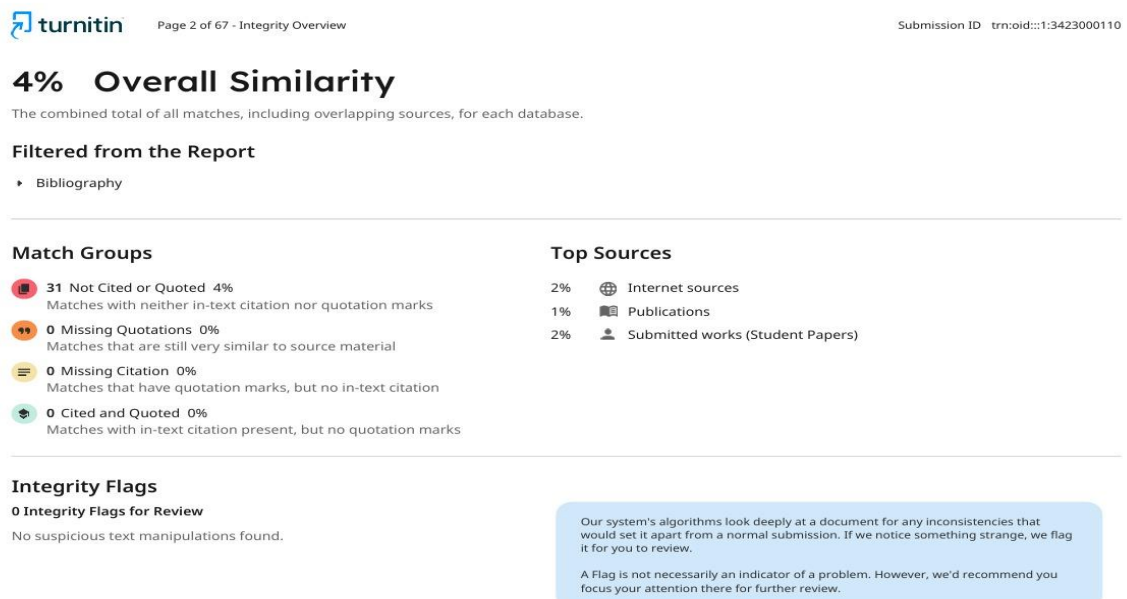 turnitin
Page 2 of 67 - Integrity Overview
Submission ID trn:oid:::1:3423000110
4% Overall Similarity
The combined total of all matches, including overlapping sources, for each database.
Filtered from the Report
Bibliography
Match Groups
31 Not Cited or Quoted 4%
Matches with neither in-text citation nor quotation marks
0 Missing Quotations 0%
Matches that are still very similar to source material
0 Missing Citation 0%
Matches that have quotation marks, but no in-text citation
0 Cited and Quoted 0%
Matches with in-text citation present, but no quotation marks
Top Sources
2% Internet sources
1% Publications
2% Submitted works (Student Papers)
Integrity Flags
0 Integrity Flags for Review
No suspicious text manipulations found.
Our system's algorithms look deeply at a document for any inconsistencies that
would set it apart from a normal submission. If we notice something strange, we flag
it for you to review.
A Flag is not necessarily an indicator of a problem. However, we'd recommend you
focus your attention there for further review.